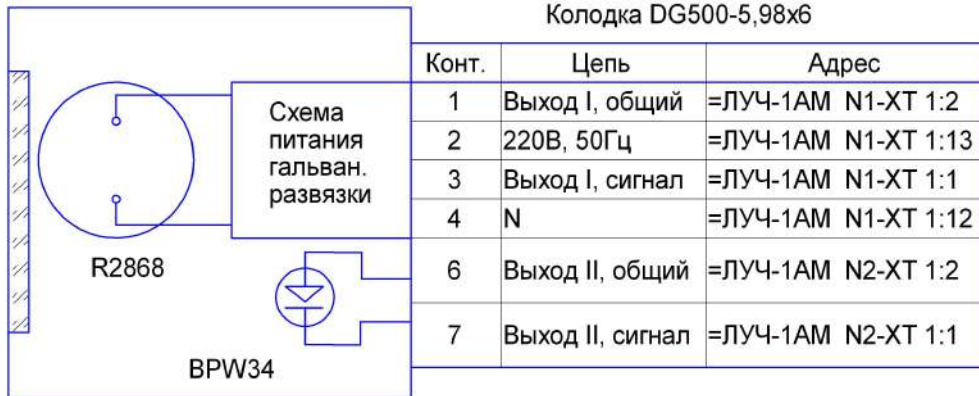 Колодка DG500-5,98x6
Конт. Цепь Адрес
1 Выход I, общий =ЛУЧ-1АМ N1-XT 1:2
2 220В, 50Гц =ЛУЧ-1АМ N1-XT 1:13
3 Выход I, сигнал =ЛУЧ-1АМ N1-XT 1:1
4 N =ЛУЧ-1АМ N1-XT 1:12
6 Выход II, общий =ЛУЧ-1АМ N2-XT 1:2
7 Выход II, сигнал =ЛУЧ-1АМ N2-XT 1:1
Схема
питания
гальван.
развязки
R2868
BPW34